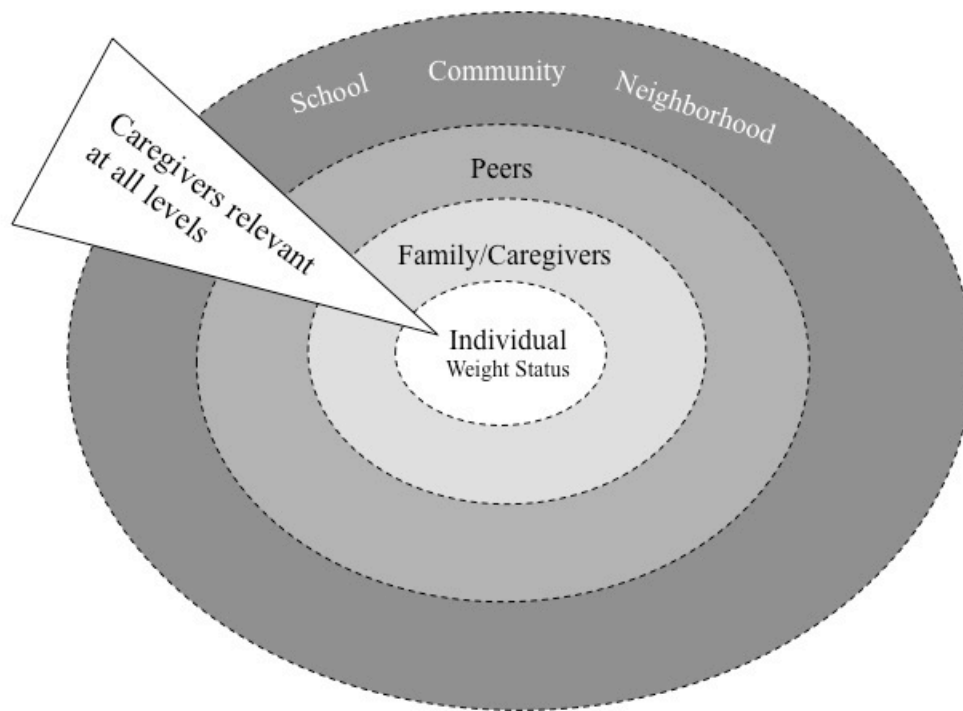 School Community Neighborhood
Caregivers relevant
at all levels
Peers
Family/Caregivers
Individual
Weight Status